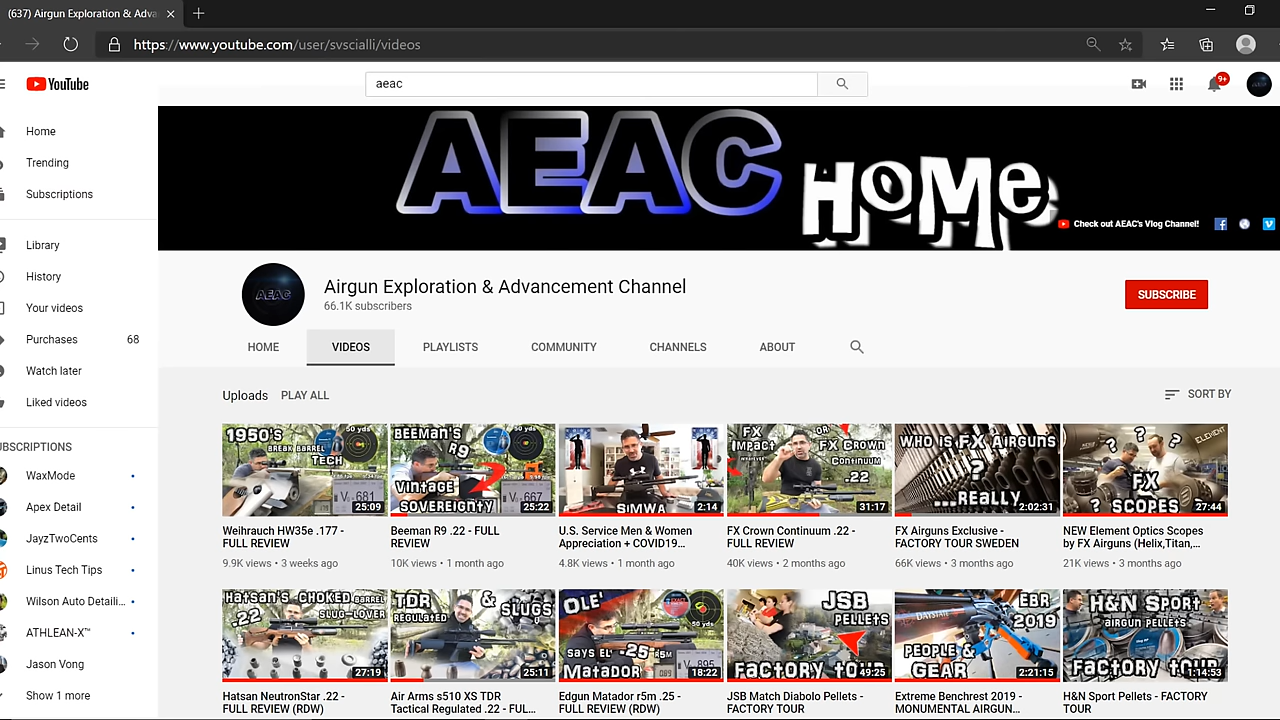 (637) Airgun Exploration & Adva
https://www.youtube.com/user/svscialli/videos
YouTube
aeac
9+
Home
Trending
Subscriptions
Library
History
Your videos
Purchases 68
Watch later
Liked videos
UBSCRIPTIONS
WaxMode
Apex Detail
JayzTwoCents
Linus Tech Tips
Wilson Auto Detaili...
ATHLEAN-X™
Jason Vong
Show 1 more
AEAC HOME
Check out AEAC's Vlog Channel!
AEAC
Airgun Exploration & Advancement Channel
66.1K subscribers
SUBSCRIBE
HOME VIDEOS PLAYLISTS COMMUNITY CHANNELS ABOUT
Uploads PLAY ALL SORT BY
1950's
BREAK BARREL
TECH
50 yds
V 681
25:09
Weihrauch HW35e .177 -
FULL REVIEW
9.9K views • 3 weeks ago
BEEMAN'S
R9
50 yds
VINTAGE
SOVEREIGNTY
V 667
25:22
Beeman R9 .22 - FULL
REVIEW
10K views • 1 month ago
SiMWA
2:14
U.S. Service Men & Women
Appreciation + COVID19...
4.8K views • 1 month ago
FX
IMPACT
OR
FX CROWN
CONTINUUM
.22
31:17
FX Crown Continuum .22 -
FULL REVIEW
40K views • 2 months ago
WHO IS FX AIRGUNS
?
...REALLY
2:02:31
FX Airguns Exclusive -
FACTORY TOUR SWEDEN
66K views • 3 months ago
? ? ?
ELEMENT
FX
? SCOPES
27:44
NEW Element Optics Scopes
by FX Airguns (Helix,Titan,...
21K views • 3 months ago
HATSAN'S CHOKED BARREL
.22 SLUG-LOVER
27:19
Hatsan NeutronStar .22 -
FULL REVIEW (RDW)
TDR & SLUGS
REGULATED
25:11
Air Arms s510 XS TDR
Tactical Regulated .22 - FUL...
OLE'
SAYS EL .25 R5M
MATADOR
V 895
18:22
Edgun Matador r5m .25 -
FULL REVIEW (RDW)
JSB
PELLETS
FACTORY TOUR
49:25
JSB Match Diabolo Pellets -
FACTORY TOUR
EBR
2019
DAYSTATE
PEOPLE &
GEAR
2:21:15
Extreme Benchrest 2019 -
MONUMENTAL AIRGUN...
H&N SPORT
AIRGUN PELLETS
FACTORY TOUR
1:14:53
H&N Sport Pellets - FACTORY
TOUR